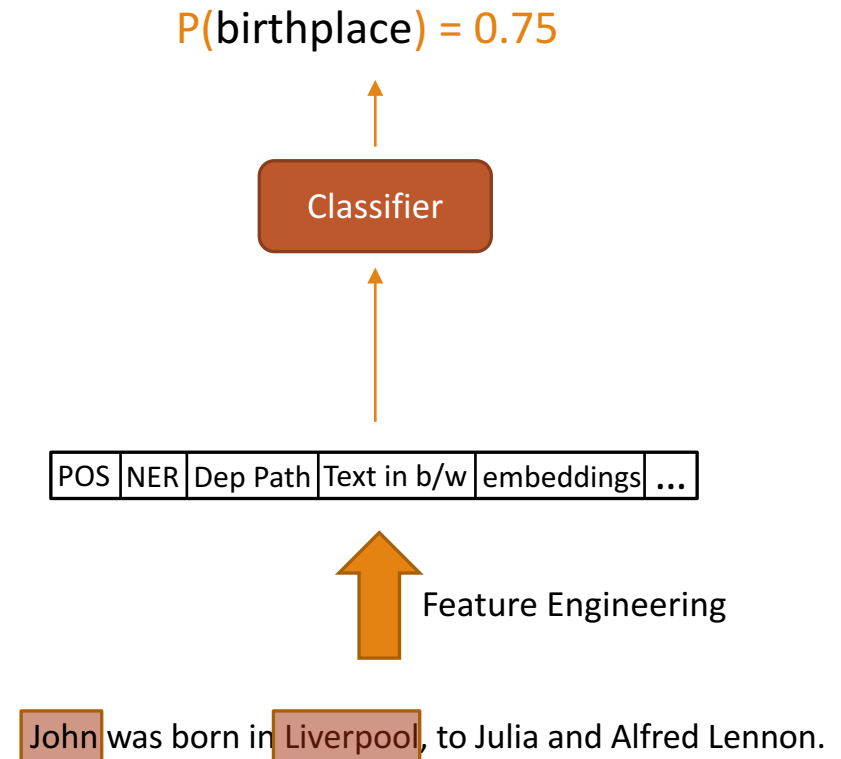 P(birthplace) = 0.75
Classifier
POS NER Dep Path Text in b/w embeddings ...
Feature Engineering
John was born in Liverpool, to Julia and Alfred Lennon.